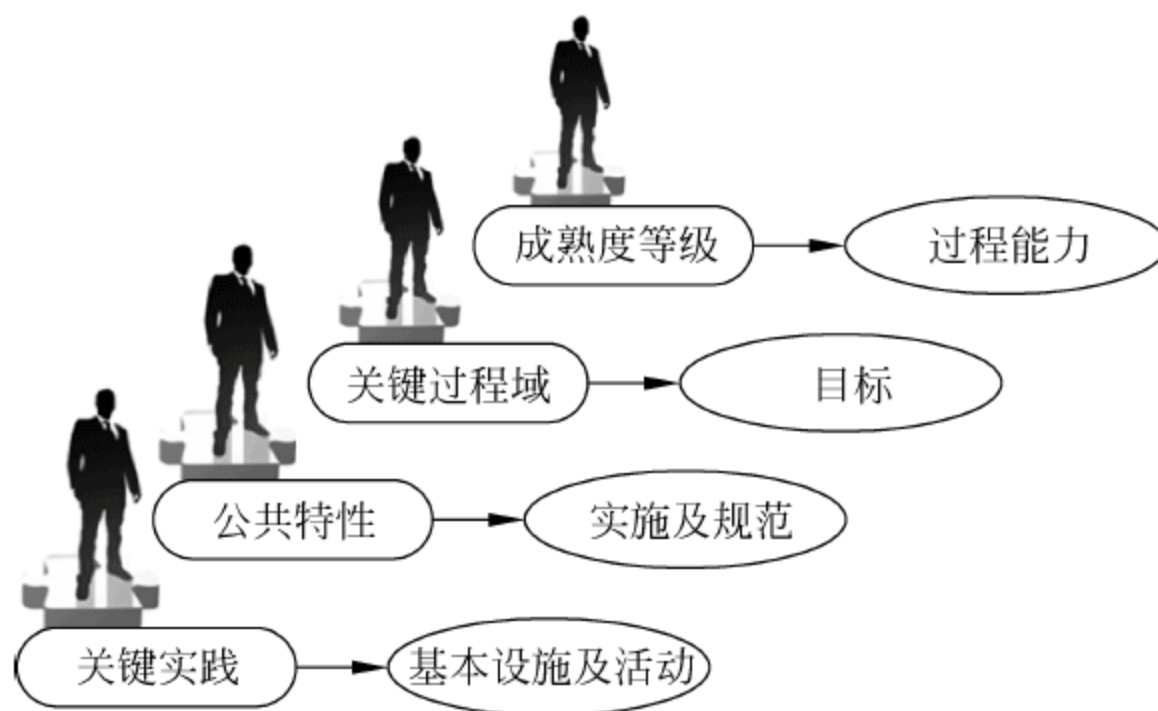 成熟度等级
过程能力
关键过程域
目标
公共特性
实施及规范
关键实践
基本设施及活动